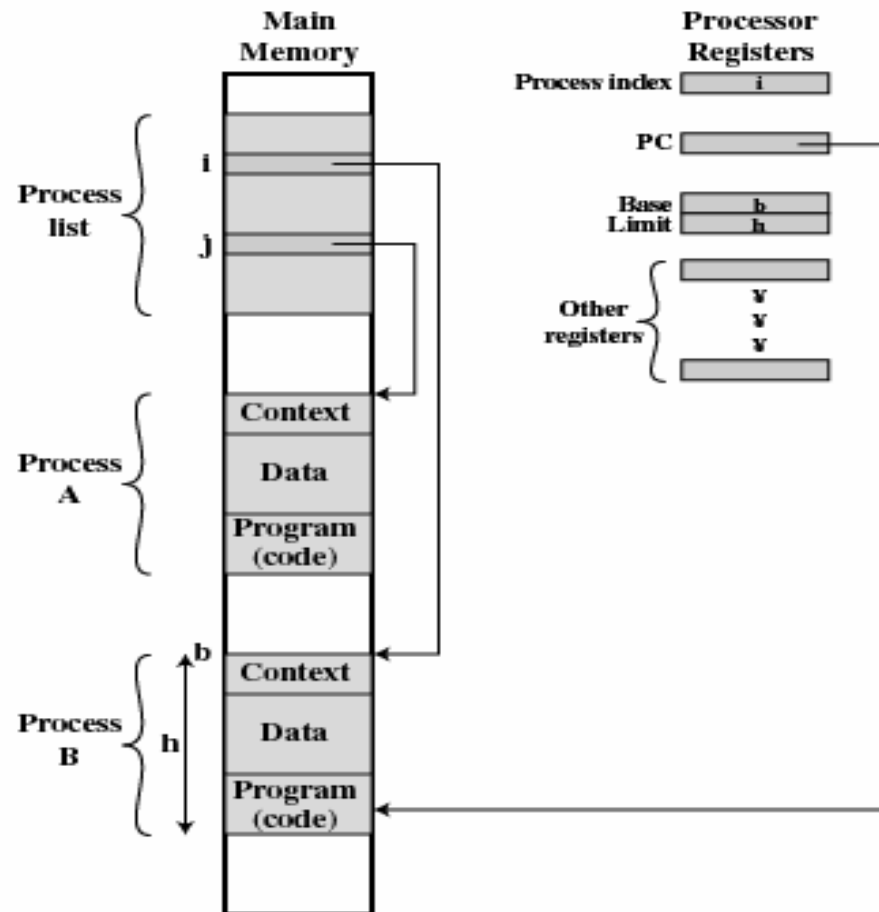 Main
Memory
Processor
Registers
Process index
i
PC
Base
b
Limit
h
Other
registers
¥
¥
¥
Process
list
i
j
Process
A
Context
Data
Program
(code)
Process
B
b
h
Context
Data
Program
(code)